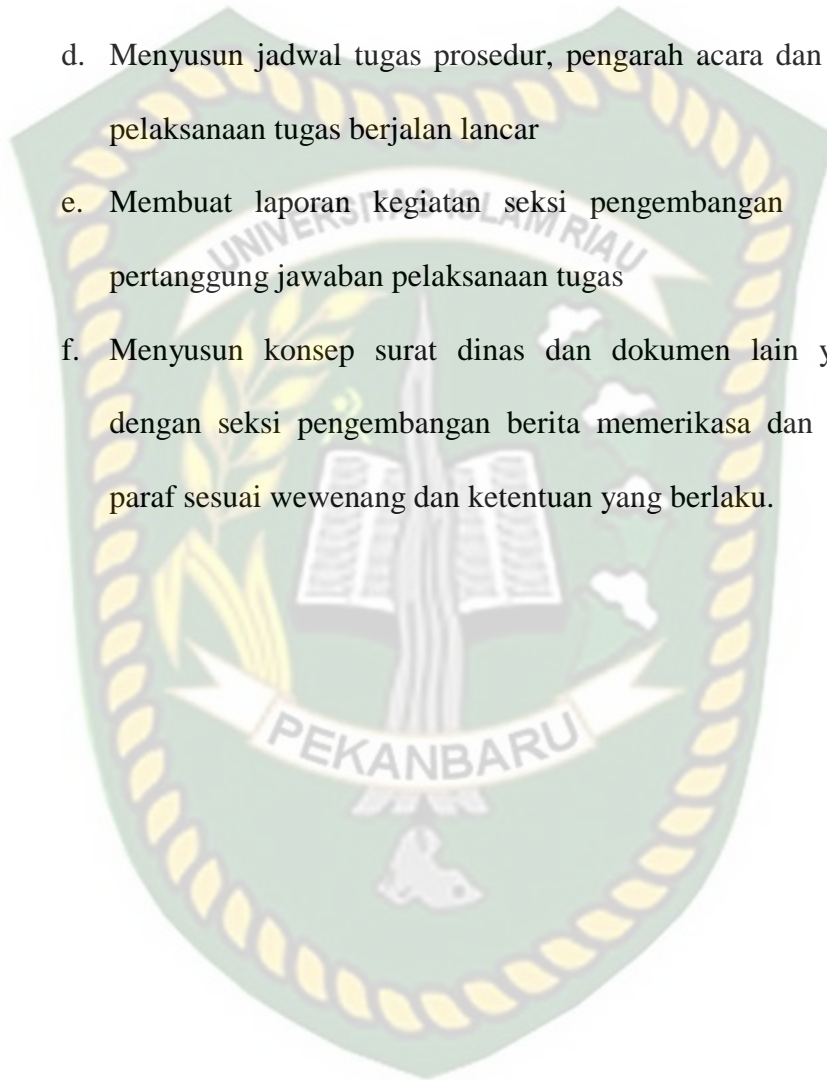 d. Menyusun jadwal tugas prosedur, pengarah acara dan
pelaksanaan tugas berjalan lancar
e. Membuat laporan kegiatan seksi pengembangan
pertanggung jawaban pelaksanaan tugas
UNIVERSITAS ISLAM RIAU
f. Menyusun konsep surat dinas dan dokumen lain
dengan seksi pengembangan berita memerikasa dan
paraf sesuai wewenang dan ketentuan yang berlaku.
PEKANBARU